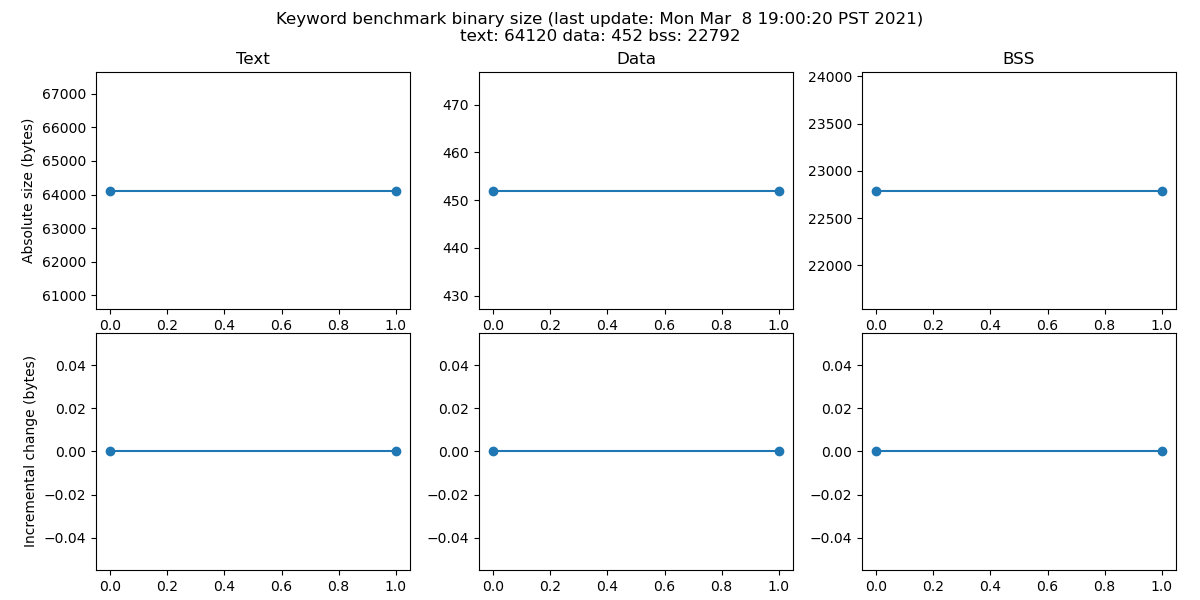 Keyword benchmark binary size (last update: Mon Mar  8 19:00:20 PST 2021)
text: 64120 data: 452 bss: 22792
Text
Data
BSS
Absolute size (bytes)
67000
66000
65000
64000
63000
62000
61000
0.0 0.2 0.4 0.6 0.8 1.0
470
460
450
440
430
0.0 0.2 0.4 0.6 0.8 1.0
24000
23500
23000
22500
22000
0.0 0.2 0.4 0.6 0.8 1.0
Incremental change (bytes)
0.04
0.02
0.00
−0.02
−0.04
0.0 0.2 0.4 0.6 0.8 1.0
0.04
0.02
0.00
−0.02
−0.04
0.0 0.2 0.4 0.6 0.8 1.0
0.04
0.02
0.00
−0.02
−0.04
0.0 0.2 0.4 0.6 0.8 1.0